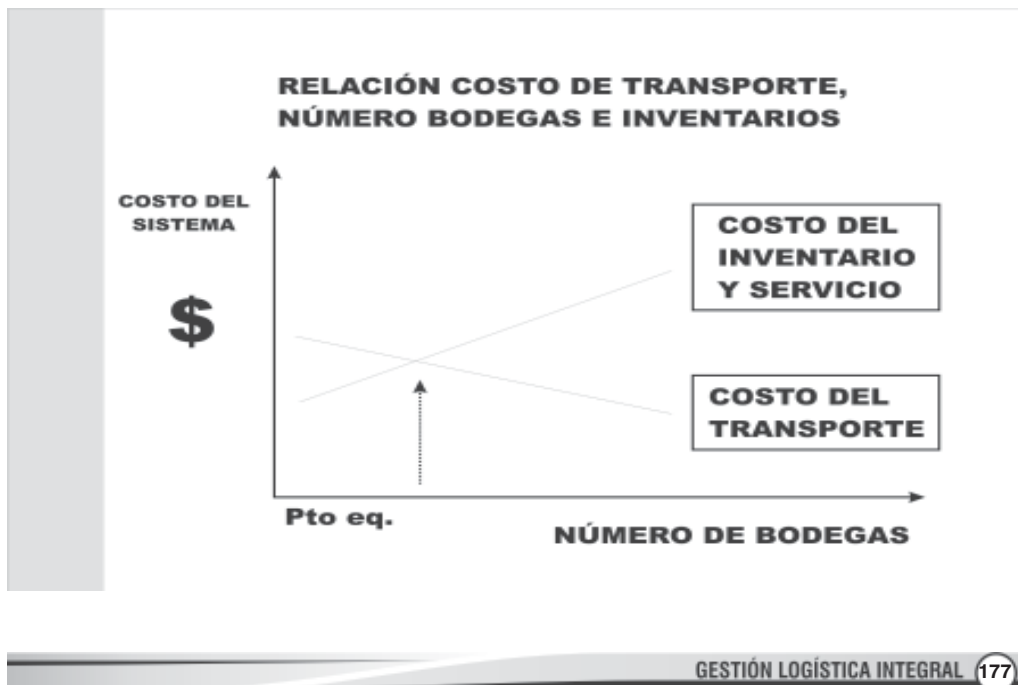 RELACIÓN COSTO DE TRANSPORTE,
NÚMERO BODEGAS E INVENTARIOS
COSTO DEL
SISTEMA
$
COSTO DEL
INVENTARIO
Y SERVICIO
COSTO DEL
TRANSPORTE
Pto eq.
NÚMERO DE BODEGAS
GESTIÓN LOGÍSTICA INTEGRAL 177